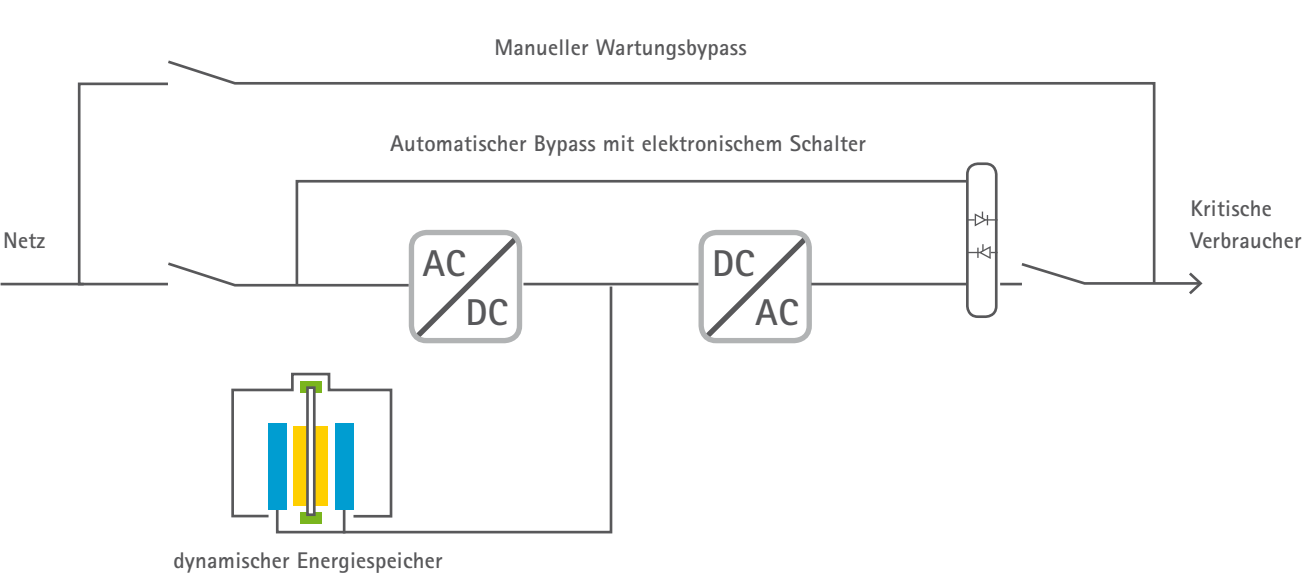 Manueller Wartungsbypass
Automatischer Bypass mit elektronischem Schalter
Netz
Kritische
Verbraucher
AC
DC
DC
AC
dynamischer Energiespeicher